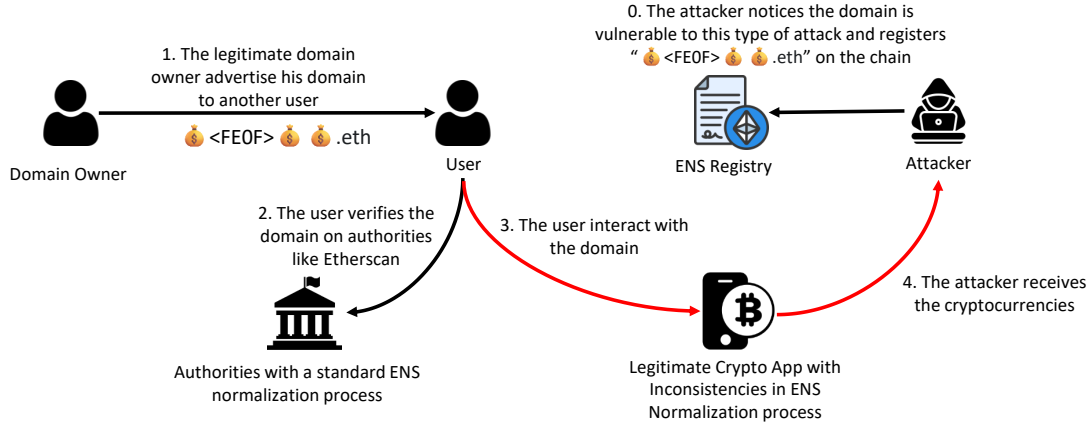 0. The attacker notices the domain is
vulnerable to this type of attack and registers
“ 💰<FE0F> 💰 💰 .eth” on the chain
1. The legitimate domain
owner advertise his domain
to another user
💰 <FE0F> 💰 💰 .eth
Domain Owner
User
ENS Registry
Attacker
2. The user verifies the
domain on authorities
like Etherscan
3. The user interact with
the domain
4. The attacker receives
the cryptocurrencies
Authorities with a standard ENS
normalization process
Legitimate Crypto App with
Inconsistencies in ENS
Normalization process